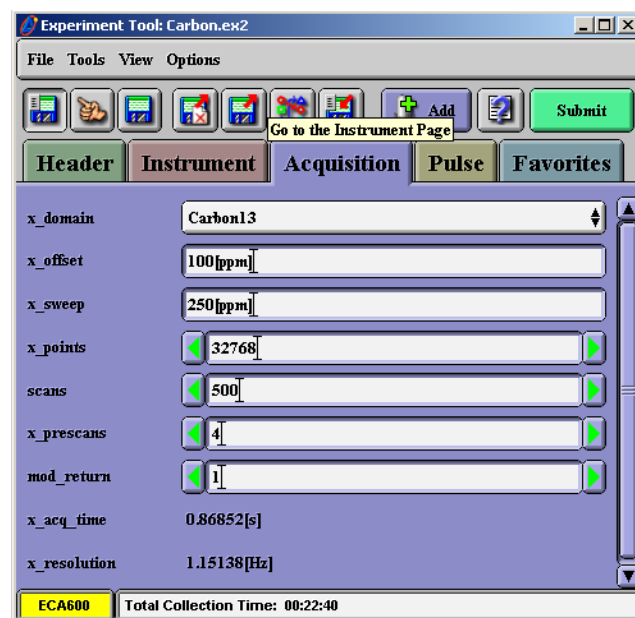 Experiment Tool: Carbon.ex2
File Tools View Options
Add
Submit
Go to the Instrument Page
Header Instrument Acquisition Pulse Favorites
x_domain Carbon13
x_offset 100[ppm]
x_sweep 250[ppm]
x_points 32768
scans 500
x_prescans 4
mod_return 1
x_acq_time 0.86852[s]
x_resolution 1.15138[Hz]
ECA600 Total Collection Time: 00:22:40